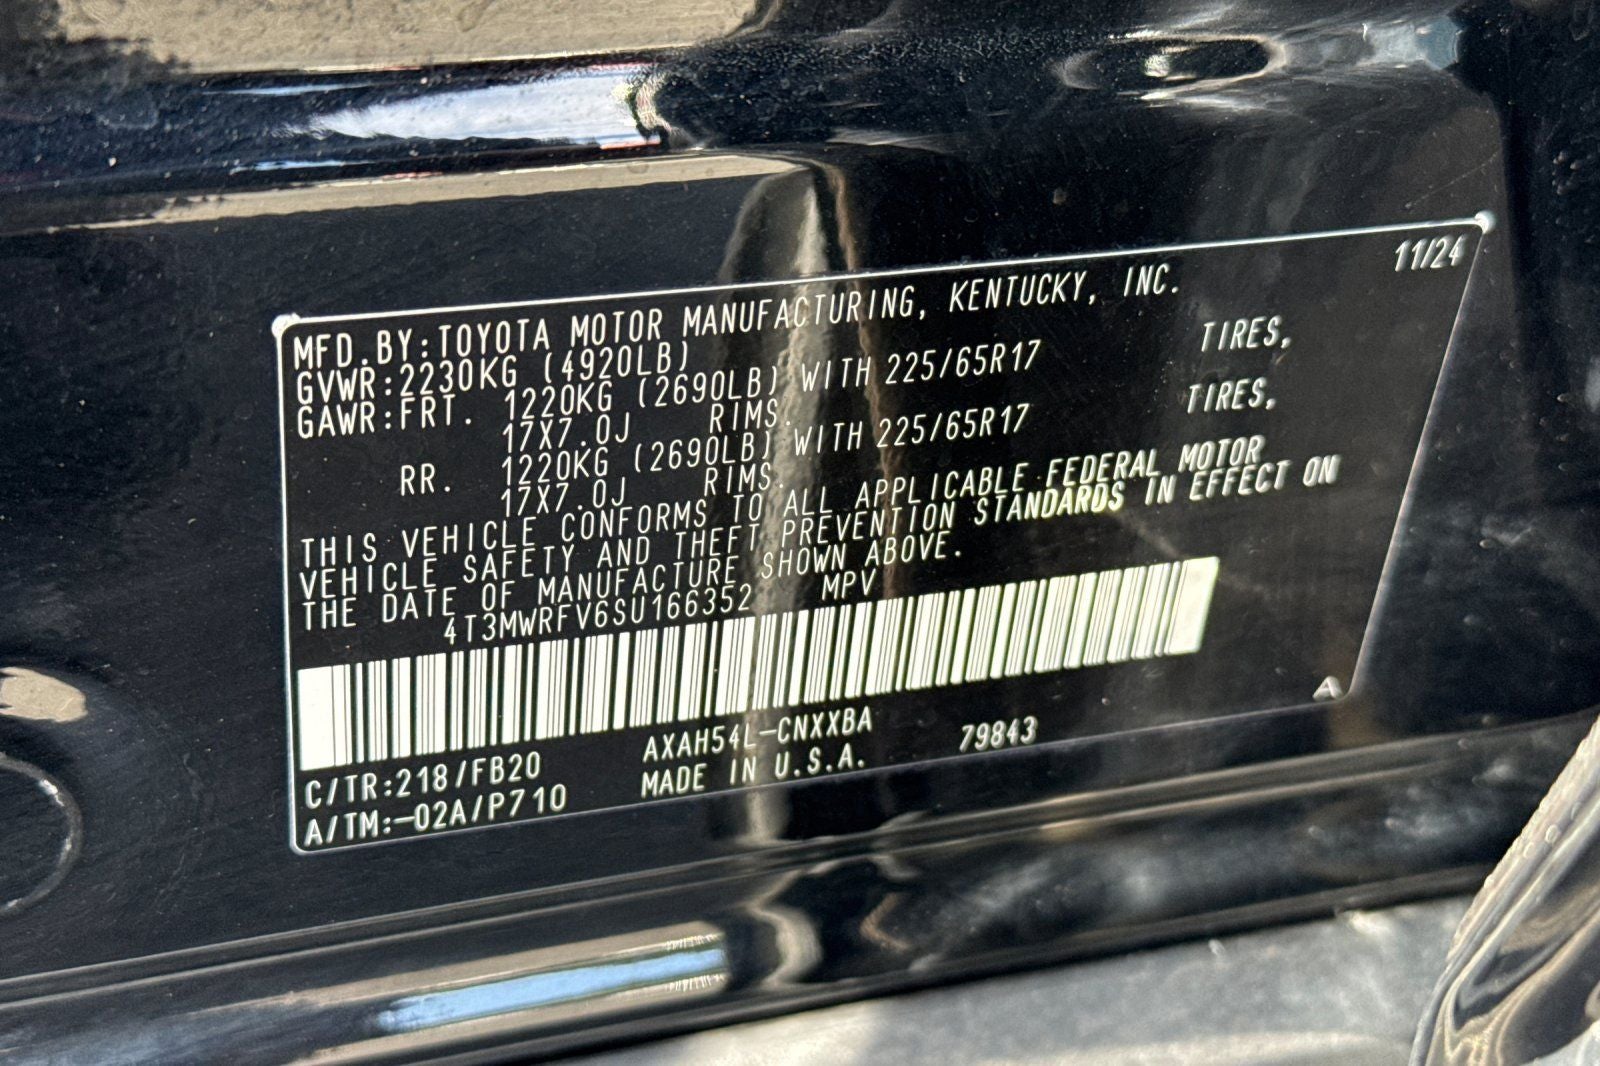 11/24
MFD.BY:TOYOTA MOTOR MANUFACTURING, KENTUCKY, INC.
GVWR:2230KG (4920LB)
GAWR:FRT. 1220KG (2690LB) WITH 225/65R17 TIRES,
17X7.0J RIMS.
RR. 1220KG (2690LB) WITH 225/65R17 TIRES,
17X7.0J RIMS.
THIS VEHICLE CONFORMS TO ALL APPLICABLE FEDERAL MOTOR
VEHICLE SAFETY AND THEFT PREVENTION STANDARDS IN EFFECT ON
THE DATE OF MANUFACTURE SHOWN ABOVE.
4T3MWRFV6SU166352 MPV
C/TR:218/FB20 AXAH54L-CNXXBA 79843
A/TM:-02A/P710 MADE IN U.S.A.
A